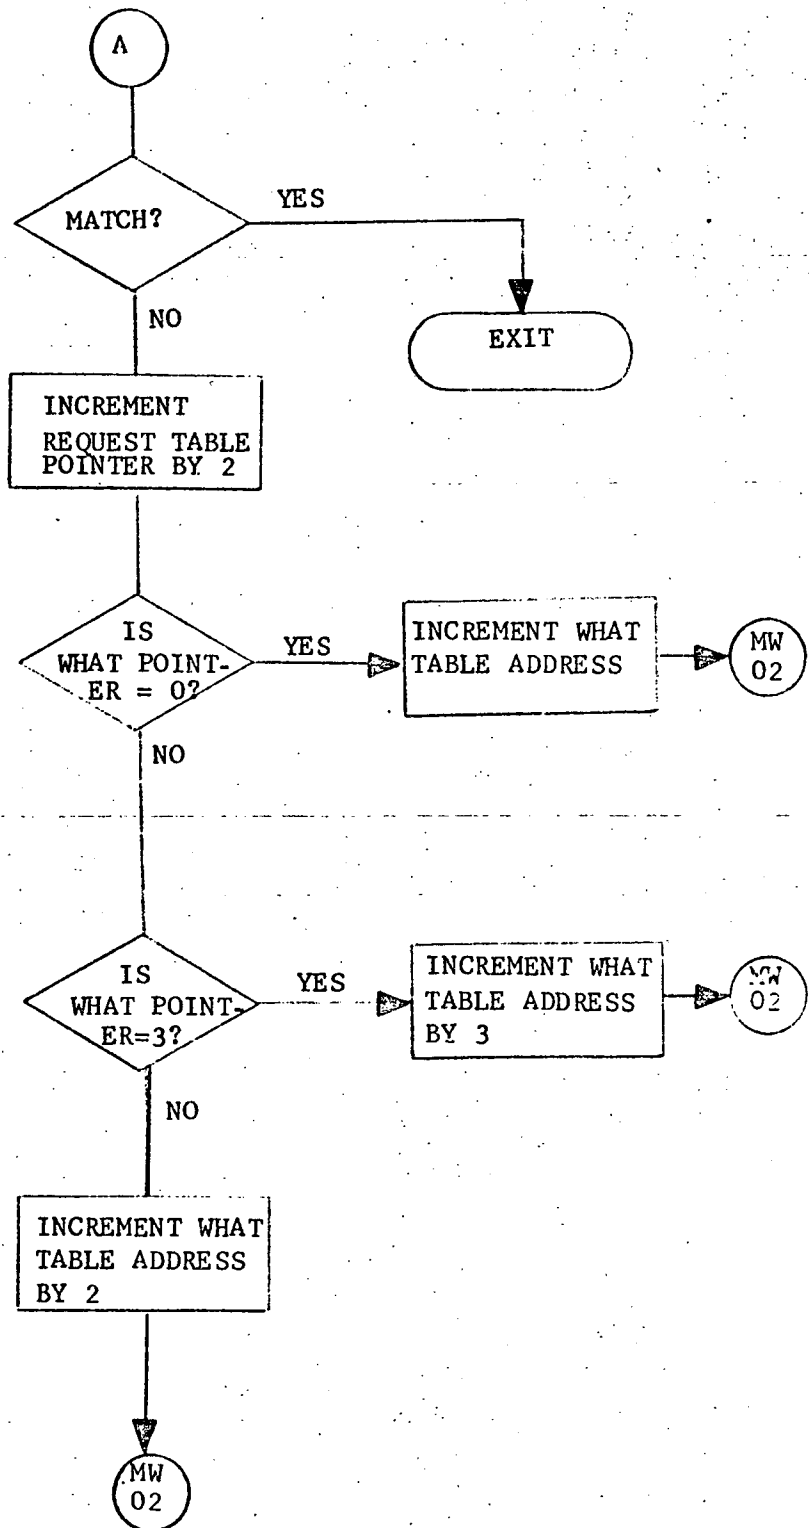 A
MATCH?
YES
NO
EXIT
INCREMENT
REQUEST TABLE
POINTER BY 2
IS
WHAT POINT-
ER = 0?
YES
INCREMENT WHAT
TABLE ADDRESS
MW
02
NO
IS
WHAT POINT-
ER=3?
YES
INCREMENT WHAT
TABLE ADDRESS
BY 3
MW
02
NO
INCREMENT WHAT
TABLE ADDRESS
BY 2
MW
02